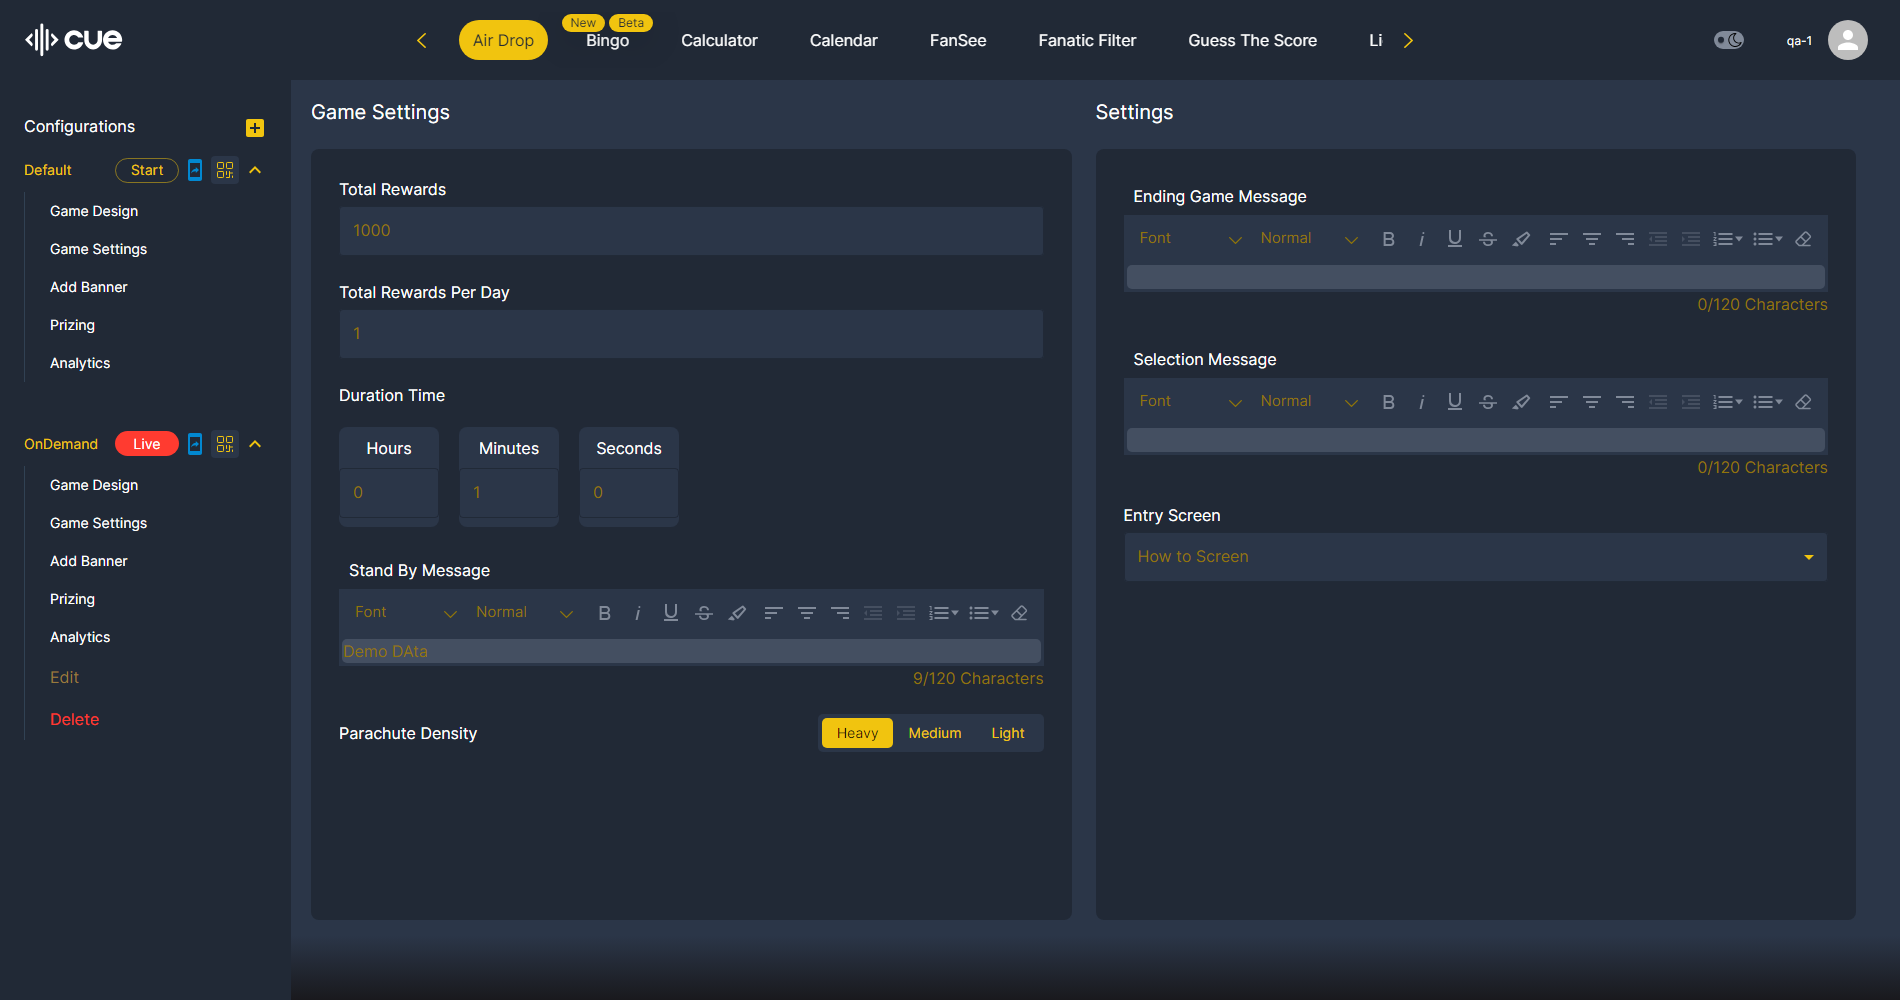 cue
Air Drop
New
Beta
Bingo
Calculator
Calendar
FanSee
Fanatic Filter
Guess The Score
Li
qa-1
Configurations
Default
Start
Game Design
Game Settings
Add Banner
Prizing
Analytics
OnDemand
Live
Game Design
Game Settings
Add Banner
Prizing
Analytics
Edit
Delete
Game Settings
Total Rewards
1000
Total Rewards Per Day
1
Duration Time
Hours
Minutes
Seconds
0
1
0
Stand By Message
Font
Normal
Demo DAta
9/120 Characters
Parachute Density
Heavy
Medium
Light
Settings
Ending Game Message
Font
Normal
0/120 Characters
Selection Message
Font
Normal
0/120 Characters
Entry Screen
How to Screen